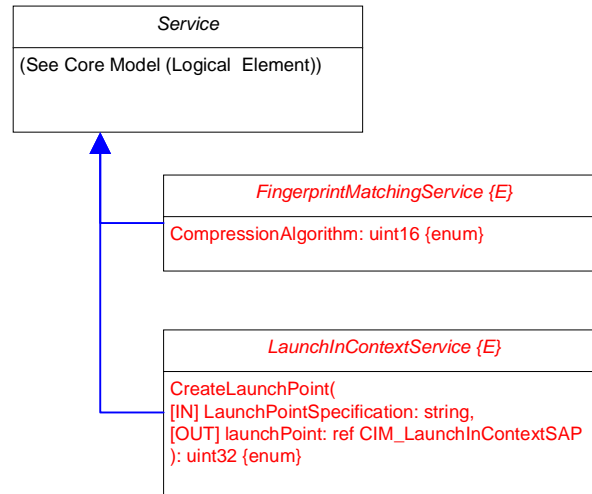 Service
(See Core Model (Logical Element))
FingerprintMatchingService {E}
CompressionAlgorithm: uint16 {enum}
LaunchInContextService {E}
CreateLaunchPoint(
[IN] LaunchPointSpecification: string,
[OUT] launchPoint: ref CIM_LaunchInContextSAP
): uint32 {enum}